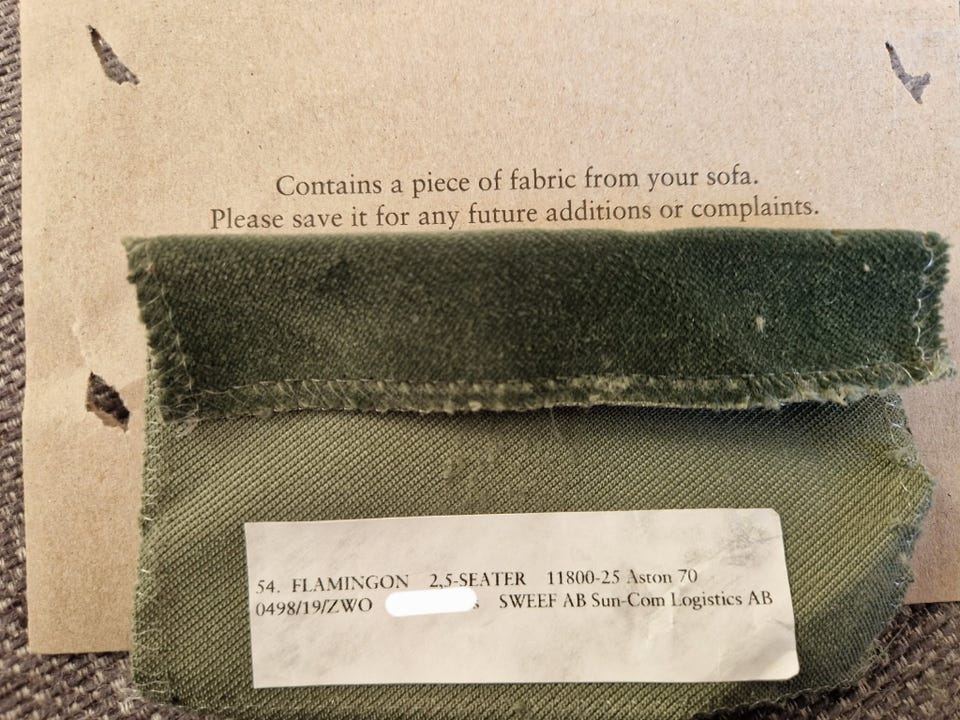 Contains a piece of fabric from your sofa.
Please save it for any future additions or complaints.
54. FLAMINGON 2,5-SEATER 11800-25 Aston 70
0498/19/ZWO SWEEF AB Sun-Com Logistics AB